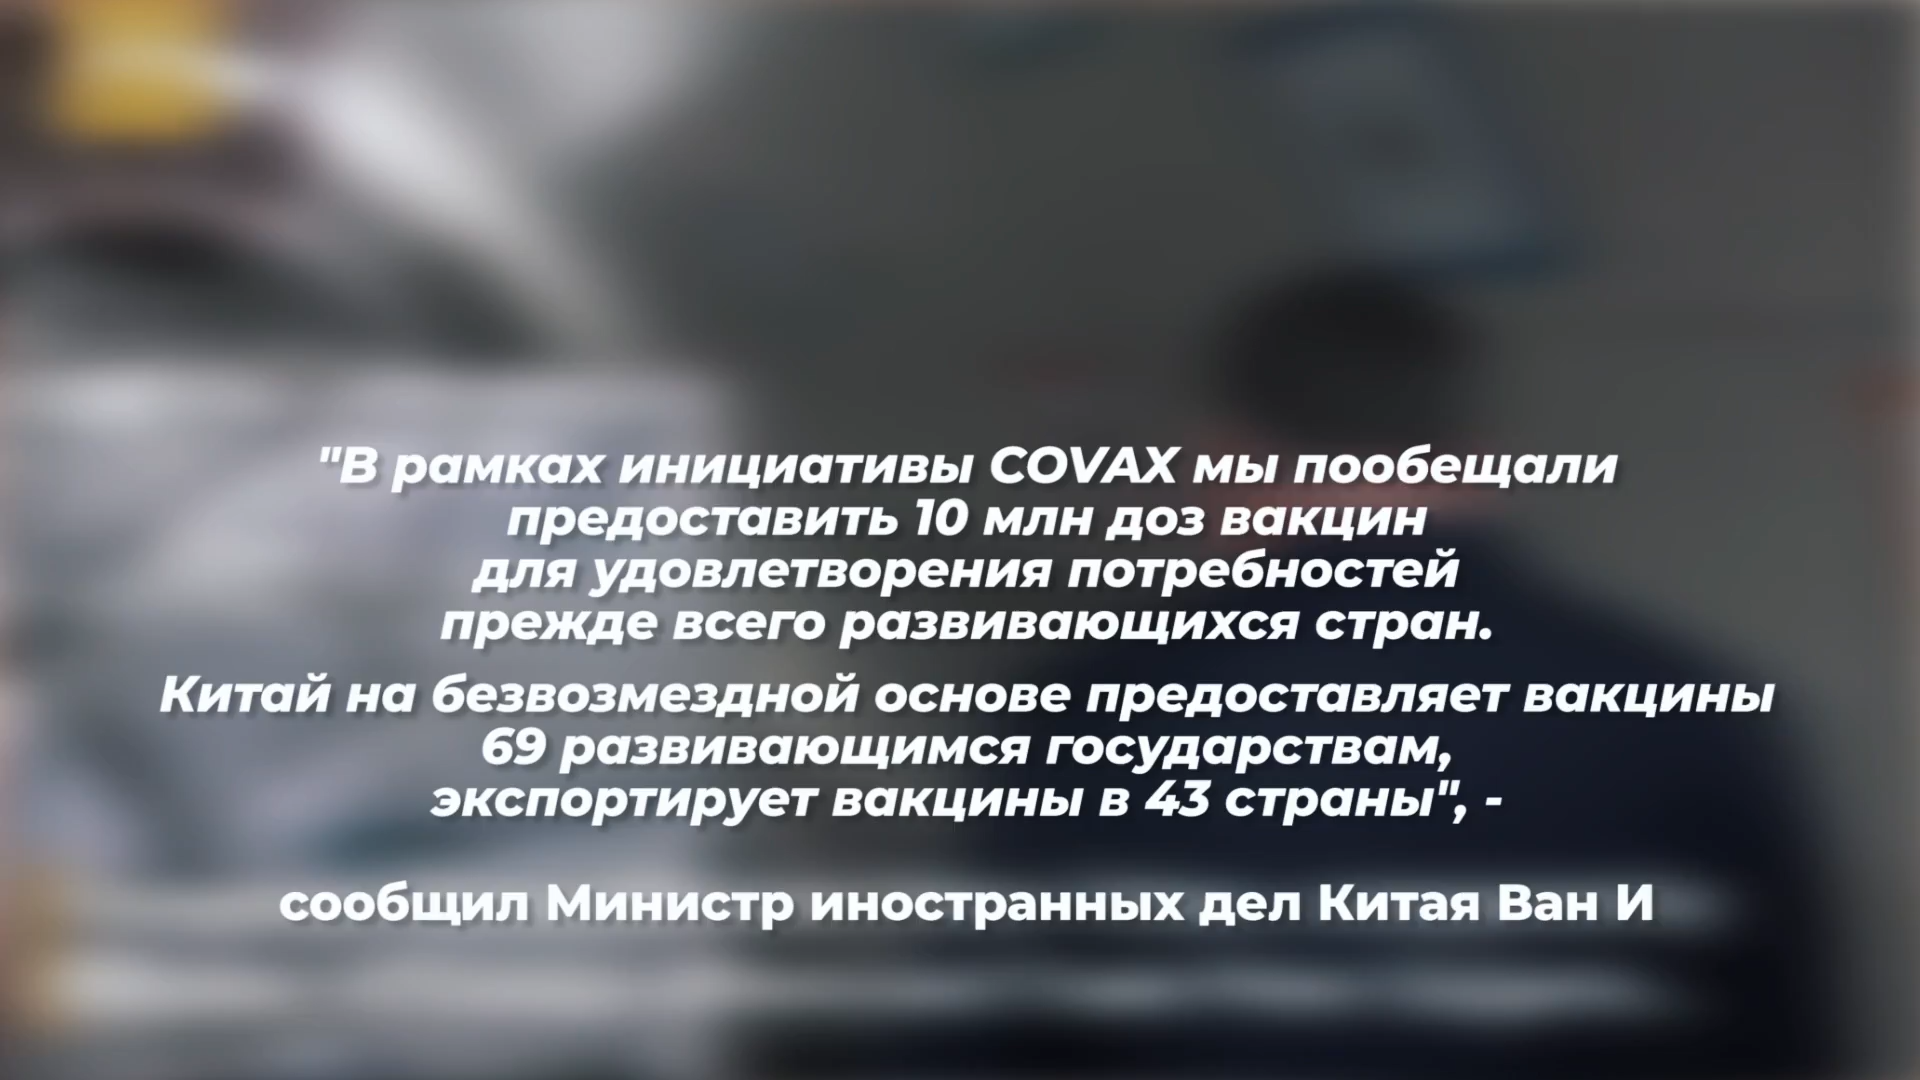 "В рамках инициативы COVAX мы пообещали
предоставить 10 млн доз вакцин
для удовлетворения потребностей
прежде всего развивающихся стран.
Китай на безвозмездной основе предоставляет вакцины
69 развивающимся государствам,
экспортирует вакцины в 43 страны", -
сообщил Министр иностранных дел Китая Ван И